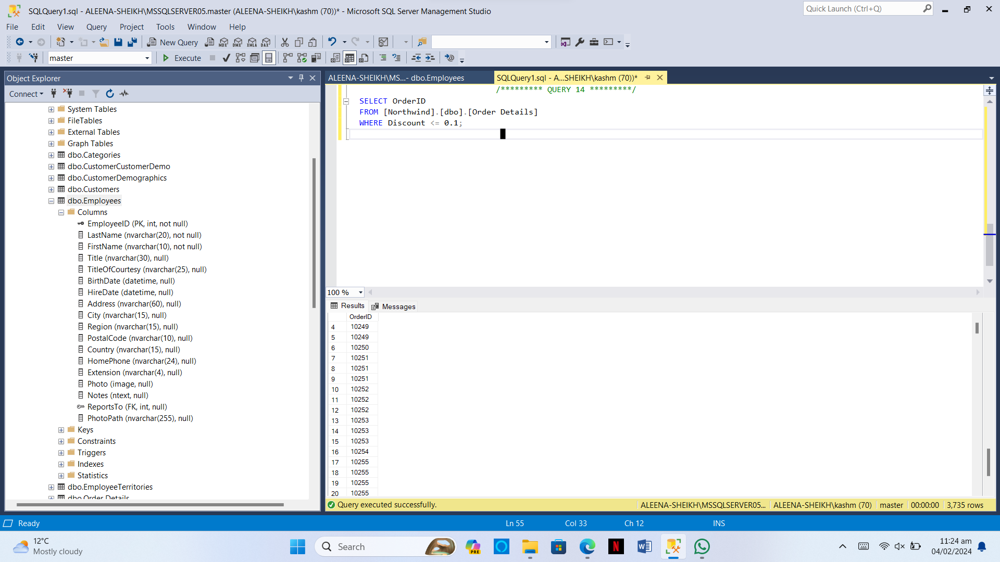 SQLQuery1.sql - ALEENA-SHEIKH\MSSQLSERVER05.master (ALEENA-SHEIKH\kashm (70))* - Microsoft SQL Server Management Studio
Quick Launch (Ctrl+Q)
File Edit View Query Project Tools Window Help
New Query MDX DMX XMLA DAX
master Execute
Object Explorer
Connect
System Tables
FileTables
External Tables
Graph Tables
dbo.Categories
dbo.CustomerCustomerDemo
dbo.CustomerDemographics
dbo.Customers
dbo.Employees
Columns
EmployeeID (PK, int, not null)
LastName (nvarchar(20), not null)
FirstName (nvarchar(10), not null)
Title (nvarchar(30), null)
TitleOfCourtesy (nvarchar(25), null)
BirthDate (datetime, null)
HireDate (datetime, null)
Address (nvarchar(60), null)
City (nvarchar(15), null)
Region (nvarchar(15), null)
PostalCode (nvarchar(10), null)
Country (nvarchar(15), null)
HomePhone (nvarchar(24), null)
Extension (nvarchar(4), null)
Photo (image, null)
Notes (ntext, null)
ReportsTo (FK, int, null)
PhotoPath (nvarchar(255), null)
Keys
Constraints
Triggers
Indexes
Statistics
dbo.EmployeeTerritories
dbo.Order Details
ALEENA-SHEIKH\MS...- dbo.Employees
SQLQuery1.sql - A...SHEIKH\kashm (70))*
/********* QUERY 14 *********/
SELECT OrderID
FROM [Northwind].[dbo].[Order Details]
WHERE Discount <= 0.1;
100 %
Results Messages
OrderID
4 10249
5 10249
6 10250
7 10251
8 10251
9 10251
10 10252
11 10252
12 10252
13 10253
14 10253
15 10253
16 10254
17 10255
18 10255
19 10255
20 10255
Query executed successfully.
ALEENA-SHEIKH\MSSQLSERVER05... ALEENA-SHEIKH\kashm (70) master 00:00:00 3,735 rows
Ready Ln 55 Col 33 Ch 12 INS
12°C
Mostly cloudy
Search
PRE
N
W
11:24 am
04/02/2024